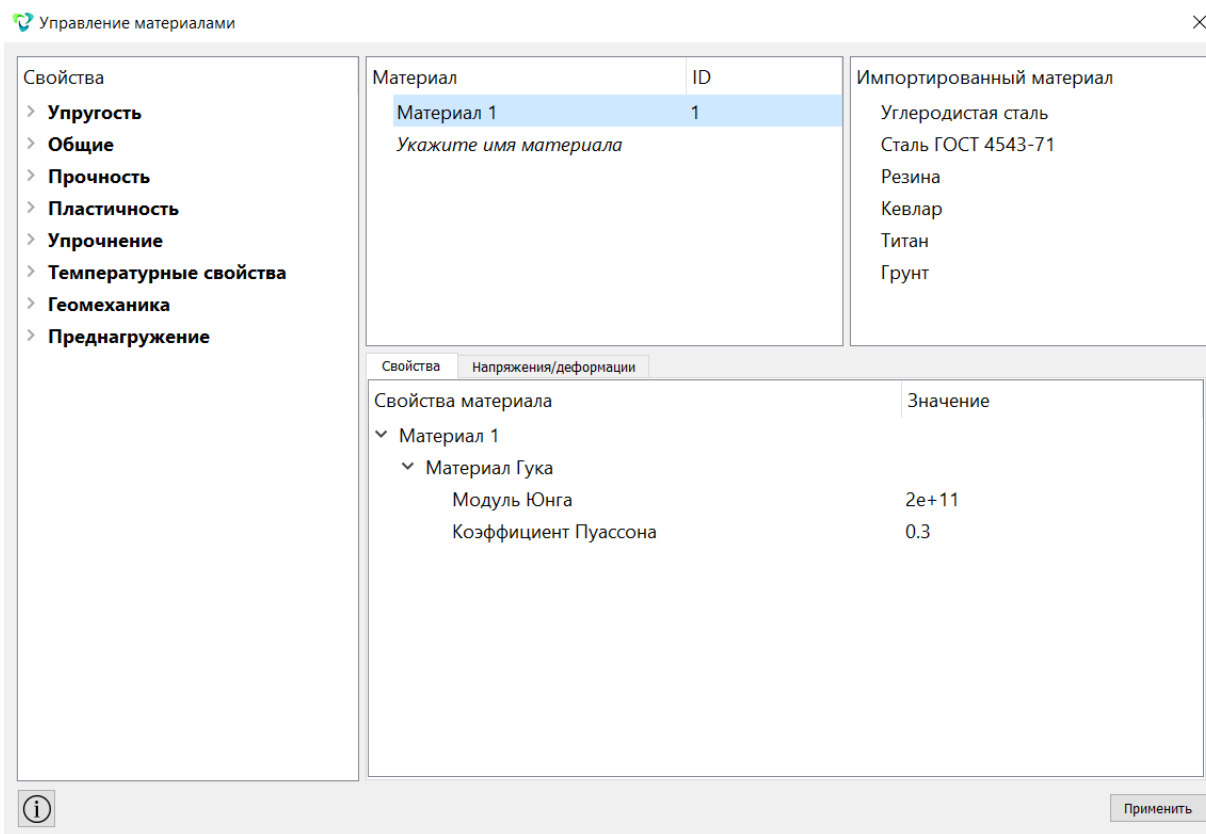 Управление материалами
Свойства
Упругость
Общие
Прочность
Пластичность
Упрочнение
Температурные свойства
Геомеханика
Преднагружение
Материал ID
Материал 1 1
Укажите имя материала
Импортированный материал
Углеродистая сталь
Сталь ГОСТ 4543-71
Резина
Кевлар
Титан
Грунт
Свойства Напряжения/деформации
Свойства материала Значение
Материал 1
Материал Гука
Модуль Юнга 2e+11
Коэффициент Пуассона 0.3
Применить